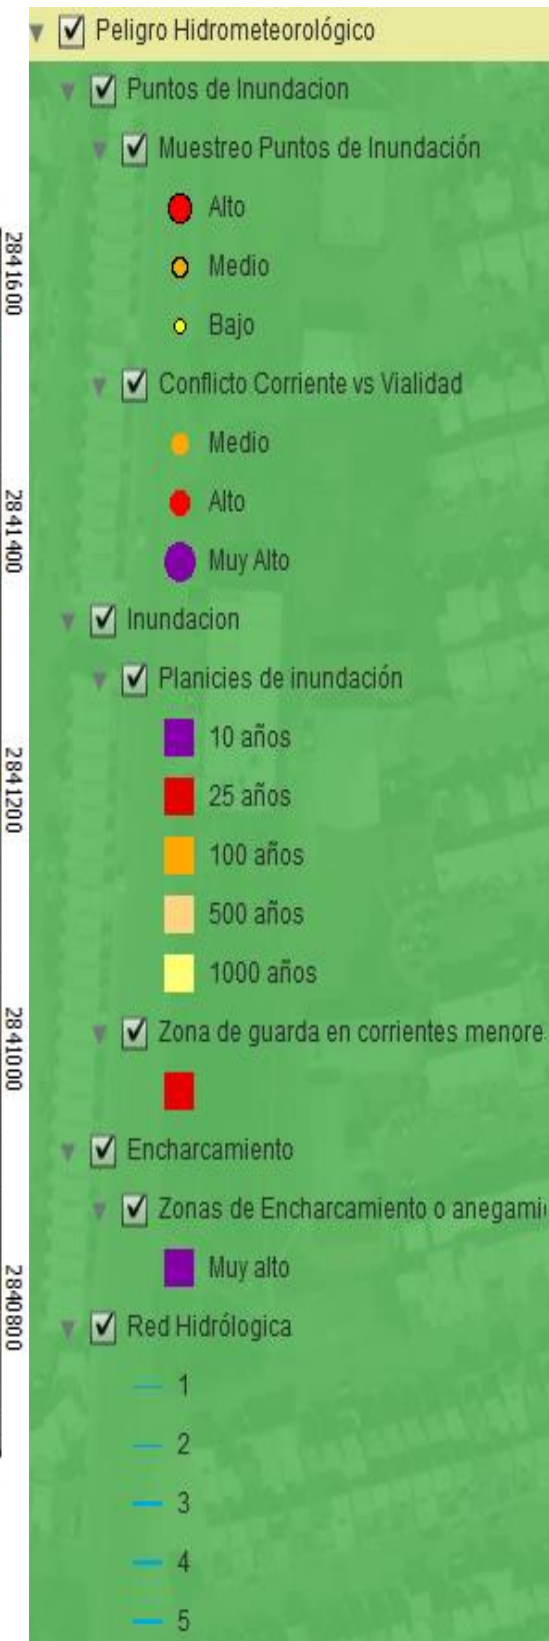 Peligro Hidrometeorológico
Puntos de Inundacion
Muestreo Puntos de Inundación
Alto
Medio
Bajo
Conflicto Corriente vs Vialidad
Medio
Alto
Muy Alto
Inundacion
Planicies de inundación
10 años
25 años
100 años
500 años
1000 años
Zona de guarda en corrientes menore
Encharcamiento
Zonas de Encharcamiento o anegami
Muy alto
Red Hidrólogica
1
2
3
4
5
2841600
2841400
2841200
2841000
2840800